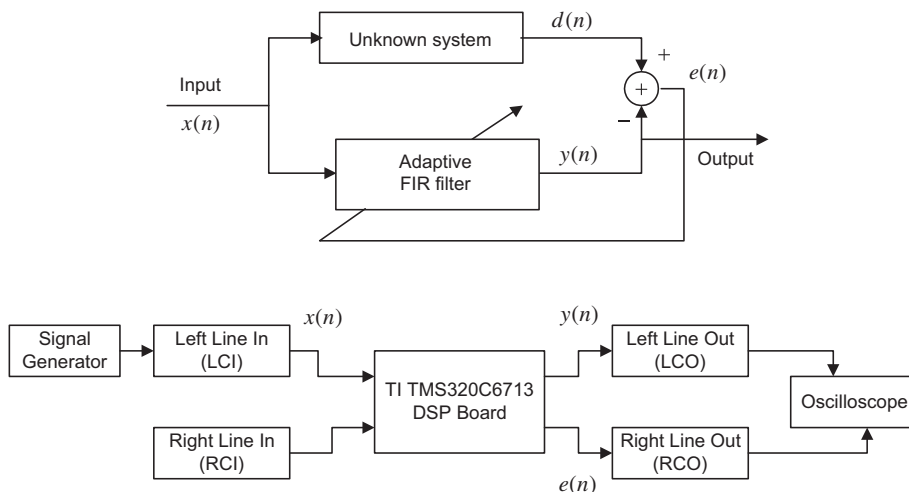 Unknown system
d(n)
+
e(n)
Input
x(n)
+
−
Adaptive
FIR filter
y(n)
Output
x(n)
y(n)
Signal
Generator
Left Line In
(LCI)
TI TMS320C6713
DSP Board
Left Line Out
(LCO)
Oscilloscope
Right Line In
(RCI)
Right Line Out
(RCO)
e(n)